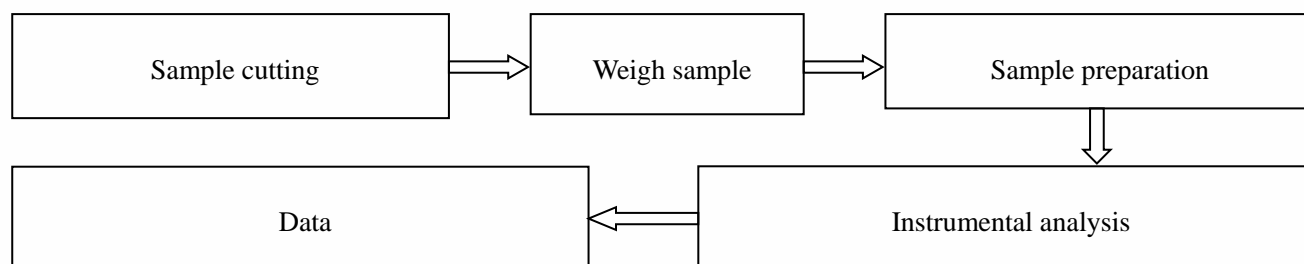 Sample cutting
Weigh sample
Sample preparation
Instrumental analysis
Data